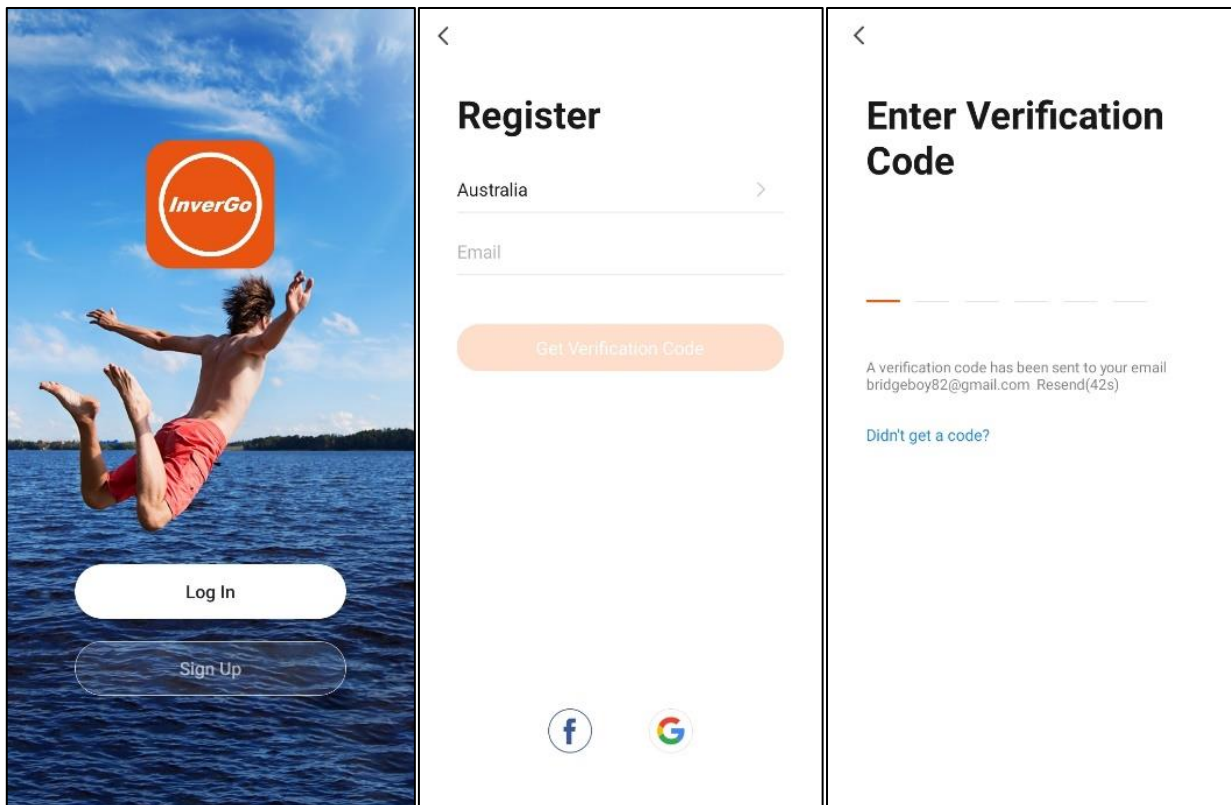 InverGo
Log In
Sign Up
Register
Australia
Email
Get Verification Code
f
G
Enter Verification
Code
A verification code has been sent to your email
bridgeboy82@gmail.com Resend(42s)
Didn't get a code?